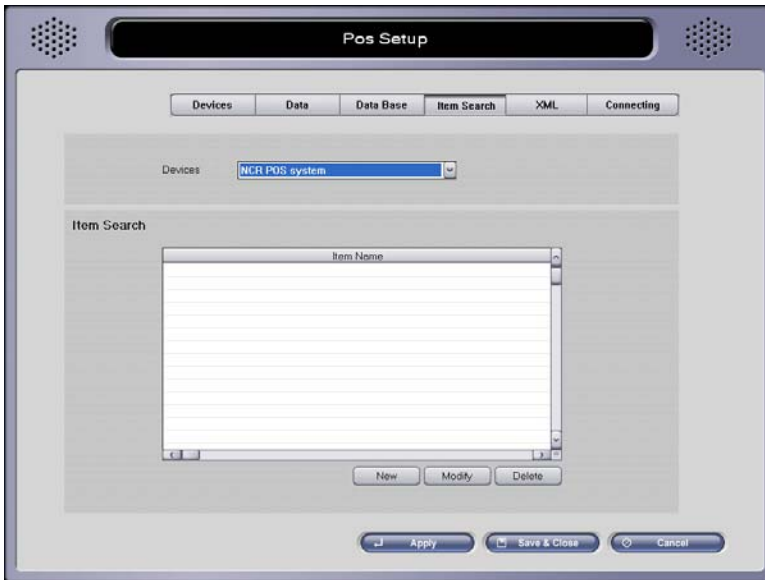 Pos Setup
Devices Data Data Base Item Search XML Connecting
Devices NCR POS system
Item Search
Item Name
New Modify Delete
Apply Save & Close Cancel